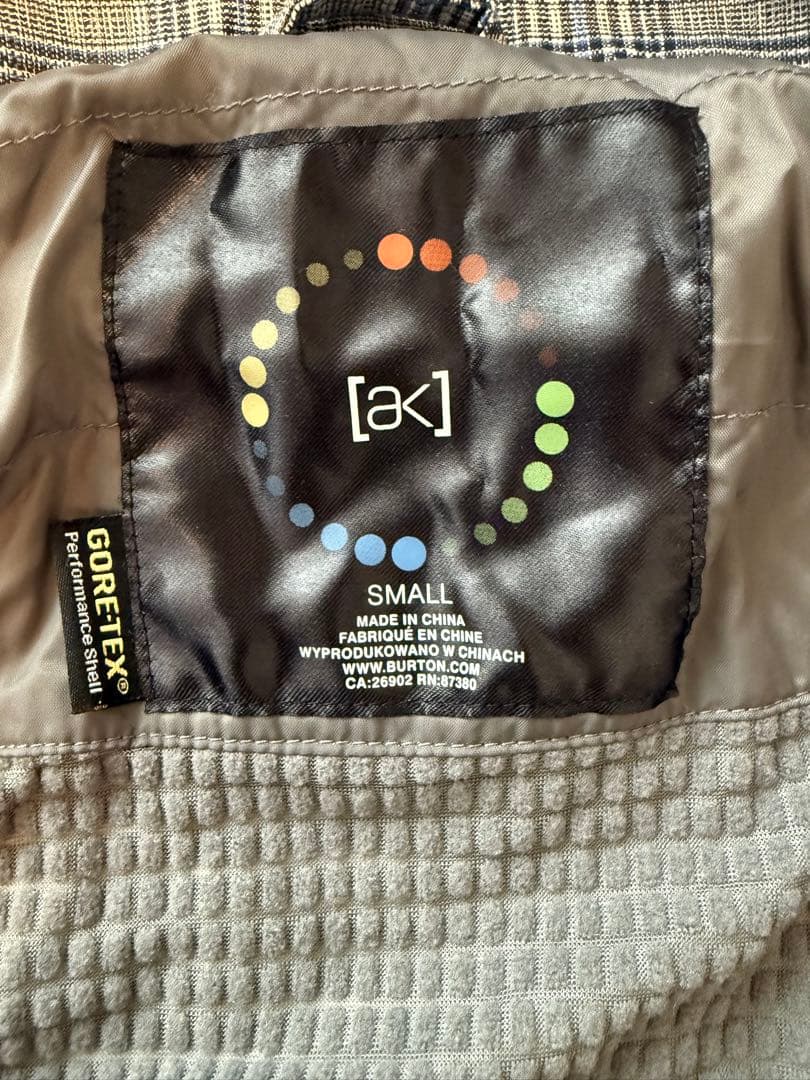 [ak]
SMALL
MADE IN CHINA
FABRIQUÉ EN CHINE
WYPRODUKOWANO W CHINACH
WWW.BURTON.COM
CA:26902 RN:87380
GORE-TEX®
Performance Shell